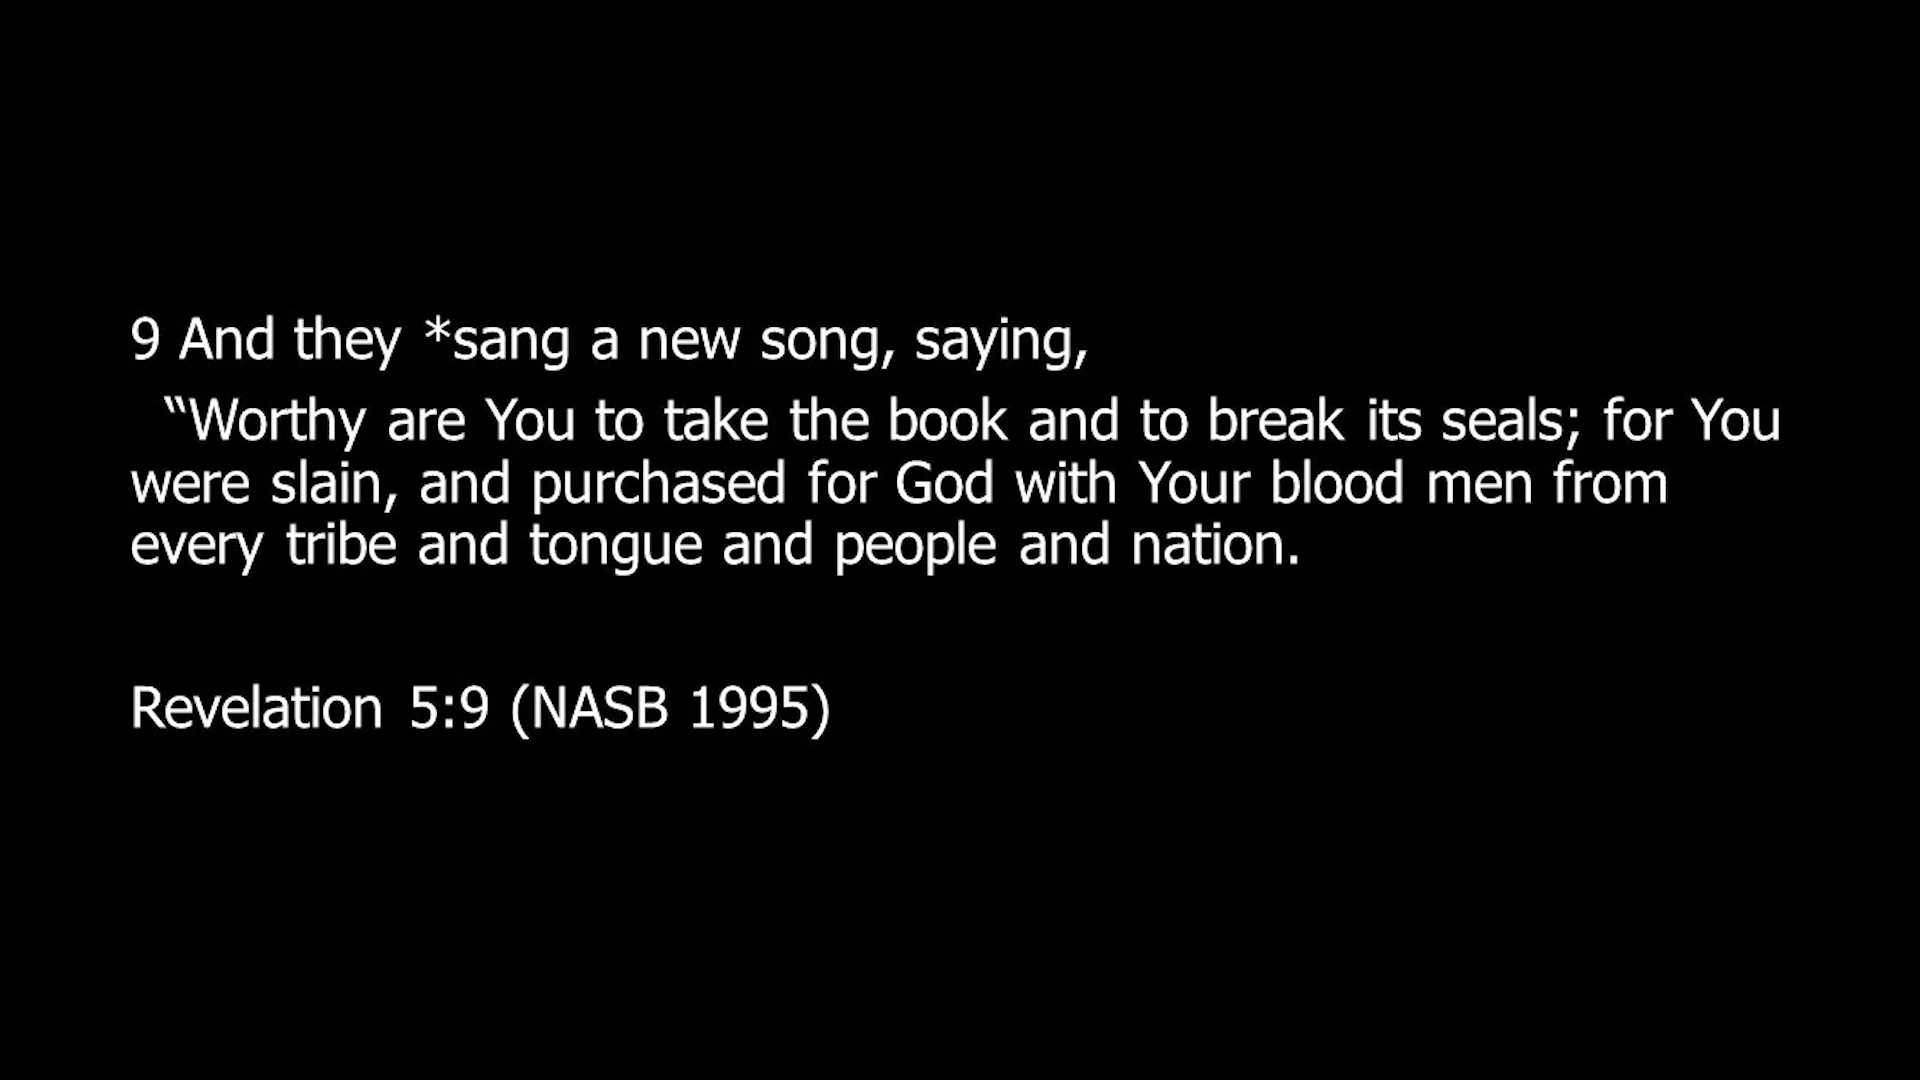 9 And they *sang a new song, saying,
“Worthy are You to take the book and to break its seals; for You
were slain, and purchased for God with Your blood men from
every tribe and tongue and people and nation.
Revelation 5:9 (NASB 1995)